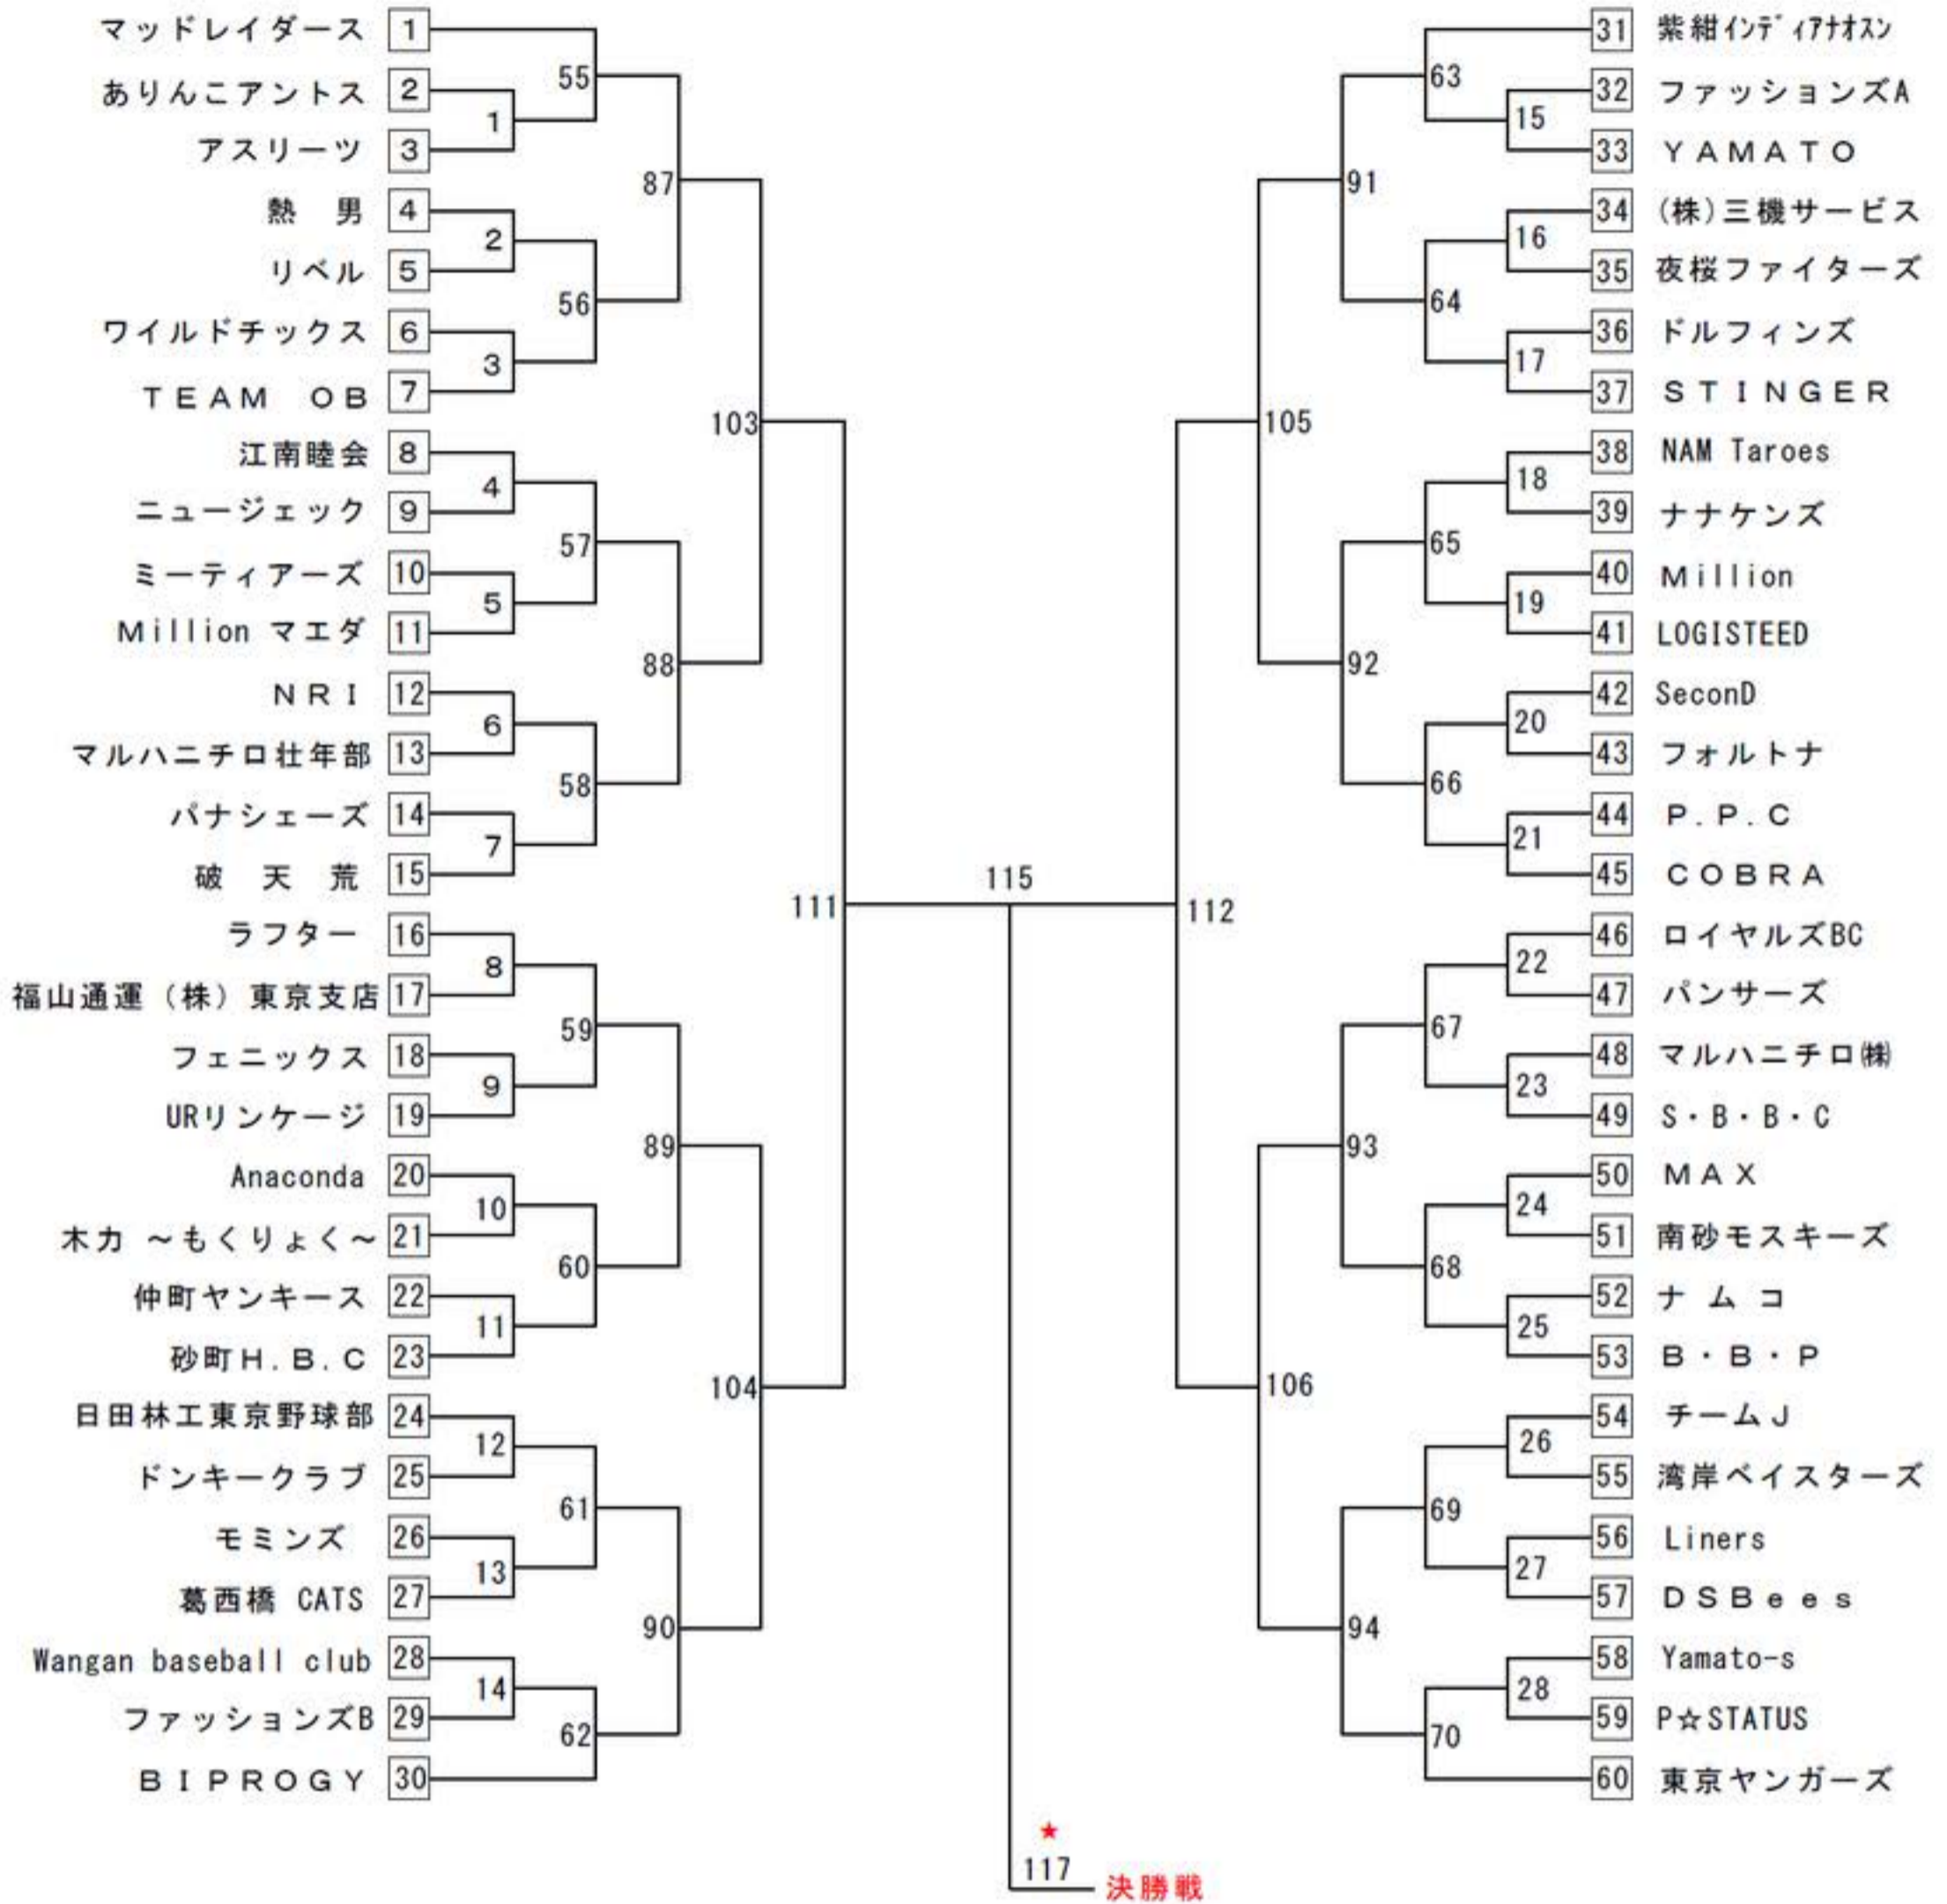 マッドレイダース 1
ありんこアントス 2
1
アスリーツ 3
55
熱　男 4
2
リベル 5
87
ワイルドチックス 6
3
ＴＥＡＭ　ＯＢ 7
56
江南睦会 8
4
ニュージェック 9
103
ミーティアーズ 10
5
Million マエダ 11
57
ＮＲＩ 12
6
マルハニチロ壮年部 13
88
パナシェーズ 14
7
破　天　荒 15
58
111
ラフター 16
8
福山通運（株）東京支店 17
59
フェニックス 18
9
URリンケージ 19
89
Anaconda 20
10
木力 ～もくりょく～ 21
60
仲町ヤンキース 22
11
砂町Ｈ.Ｂ.Ｃ 23
104
日田林工東京野球部 24
12
ドンキークラブ 25
61
モミンズ 26
13
葛西橋 CATS 27
90
Wangan baseball club 28
14
ファッションズB 29
62
ＢＩＰＲＯＧＹ 30
115
31 紫紺ｲﾝﾃﾞｨｱﾅｵｽﾝ
63
32 ファッションズA
15
33 ＹＡＭＡＴＯ
91
34 (株)三機サービス
16
35 夜桜ファイターズ
64
36 ドルフィンズ
17
37 ＳＴＩＮＧＥＲ
105
38 NAM Taroes
18
39 ナナケンズ
65
40 Million
19
41 LOGISTEED
92
42 SeconD
20
43 フォルトナ
66
44 Ｐ.Ｐ.Ｃ
21
45 ＣＯＢＲＡ
112
46 ロイヤルズBC
22
47 パンサーズ
67
48 マルハニチロ㈱
23
49 S・B・B・C
93
50 ＭＡＸ
24
51 南砂モスキーズ
68
52 ナ ム コ
25
53 Ｂ・Ｂ・Ｐ
106
54 チームＪ
26
55 湾岸ベイスターズ
69
56 Liners
27
57 ＤＳＢｅｅｓ
94
58 Yamato-s
28
59 P☆STATUS
70
60 東京ヤンガーズ
★
117 決勝戦